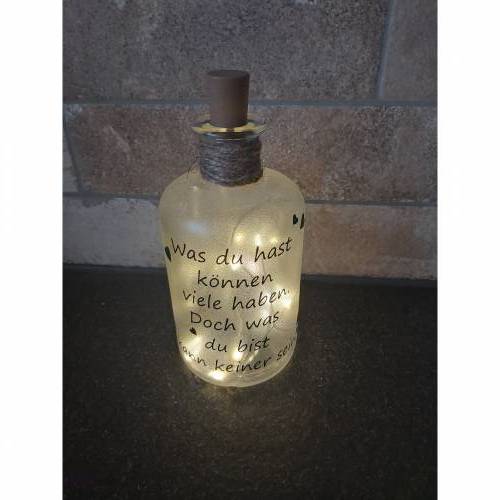 Was du hast
können
viele haben.
Doch was
du bist
kann keiner sein